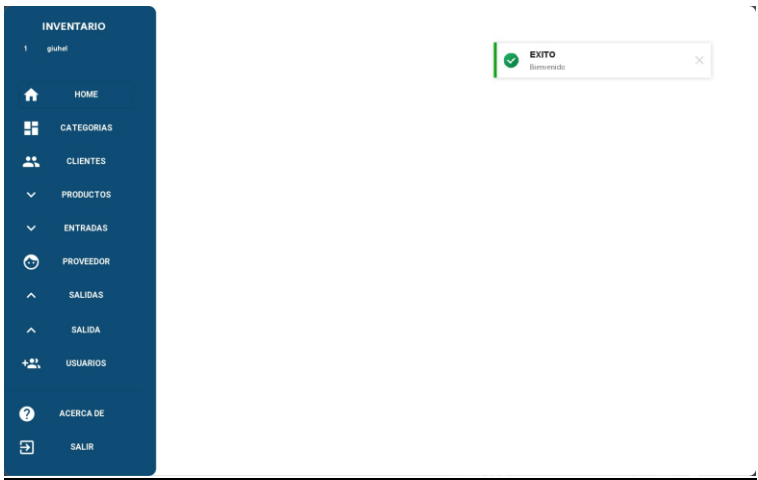 INVENTARIO
1 giuhel
HOME
CATEGORIAS
CLIENTES
PRODUCTOS
ENTRADAS
PROVEEDOR
SALIDAS
SALIDA
USUARIOS
ACERCA DE
SALIR
EXITO
Bienvenido